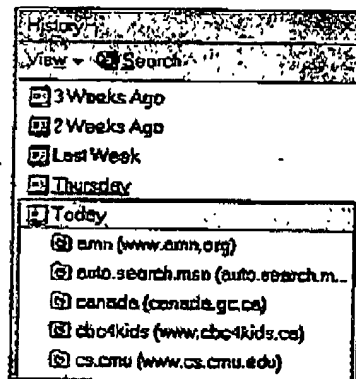 History
View Search
3 Weeks Ago
2 Weeks Ago
Last Week
Thursday
Today
amn (www.amn.org)
auto.search.msn (auto.search.m...
canada (canada.gc.ca)
cbc4kids (www.cbc4kids.ca)
cs.cmu (www.cs.cmu.edu)